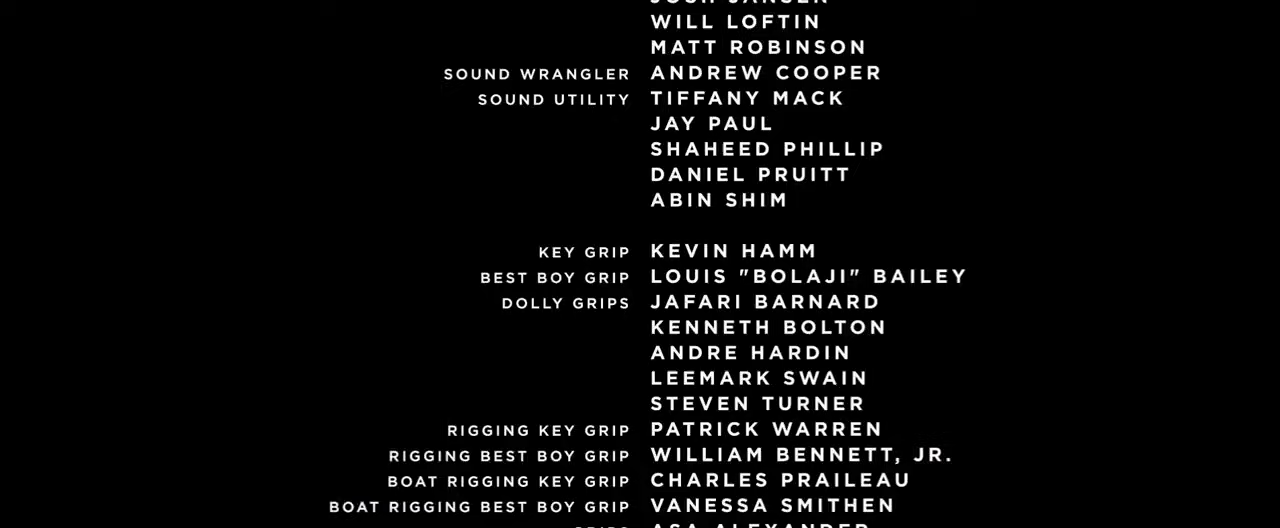 WILL LOFTIN
MATT ROBINSON
SOUND WRANGLER ANDREW COOPER
SOUND UTILITY TIFFANY MACK
JAY PAUL
SHAHEED PHILLIP
DANIEL PRUITT
ABIN SHIM
KEY GRIP KEVIN HAMM
BEST BOY GRIP LOUIS "BOLAJI" BAILEY
DOLLY GRIPS JAFARI BARNARD
KENNETH BOLTON
ANDRE HARDIN
LEEMARK SWAIN
STEVEN TURNER
RIGGING KEY GRIP PATRICK WARREN
RIGGING BEST BOY GRIP WILLIAM BENNETT, JR.
BOAT RIGGING KEY GRIP CHARLES PRAILEAU
BOAT RIGGING BEST BOY GRIP VANESSA SMITHEN
ASA ALEXANDER